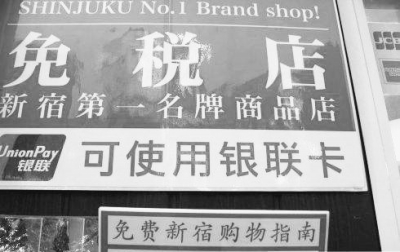 SHINJUKU No.1 Brand shop!
免税店
新宿第一名牌商品店
UnionPay
银联
可使用银联卡
免费新宿购物指南
JCB